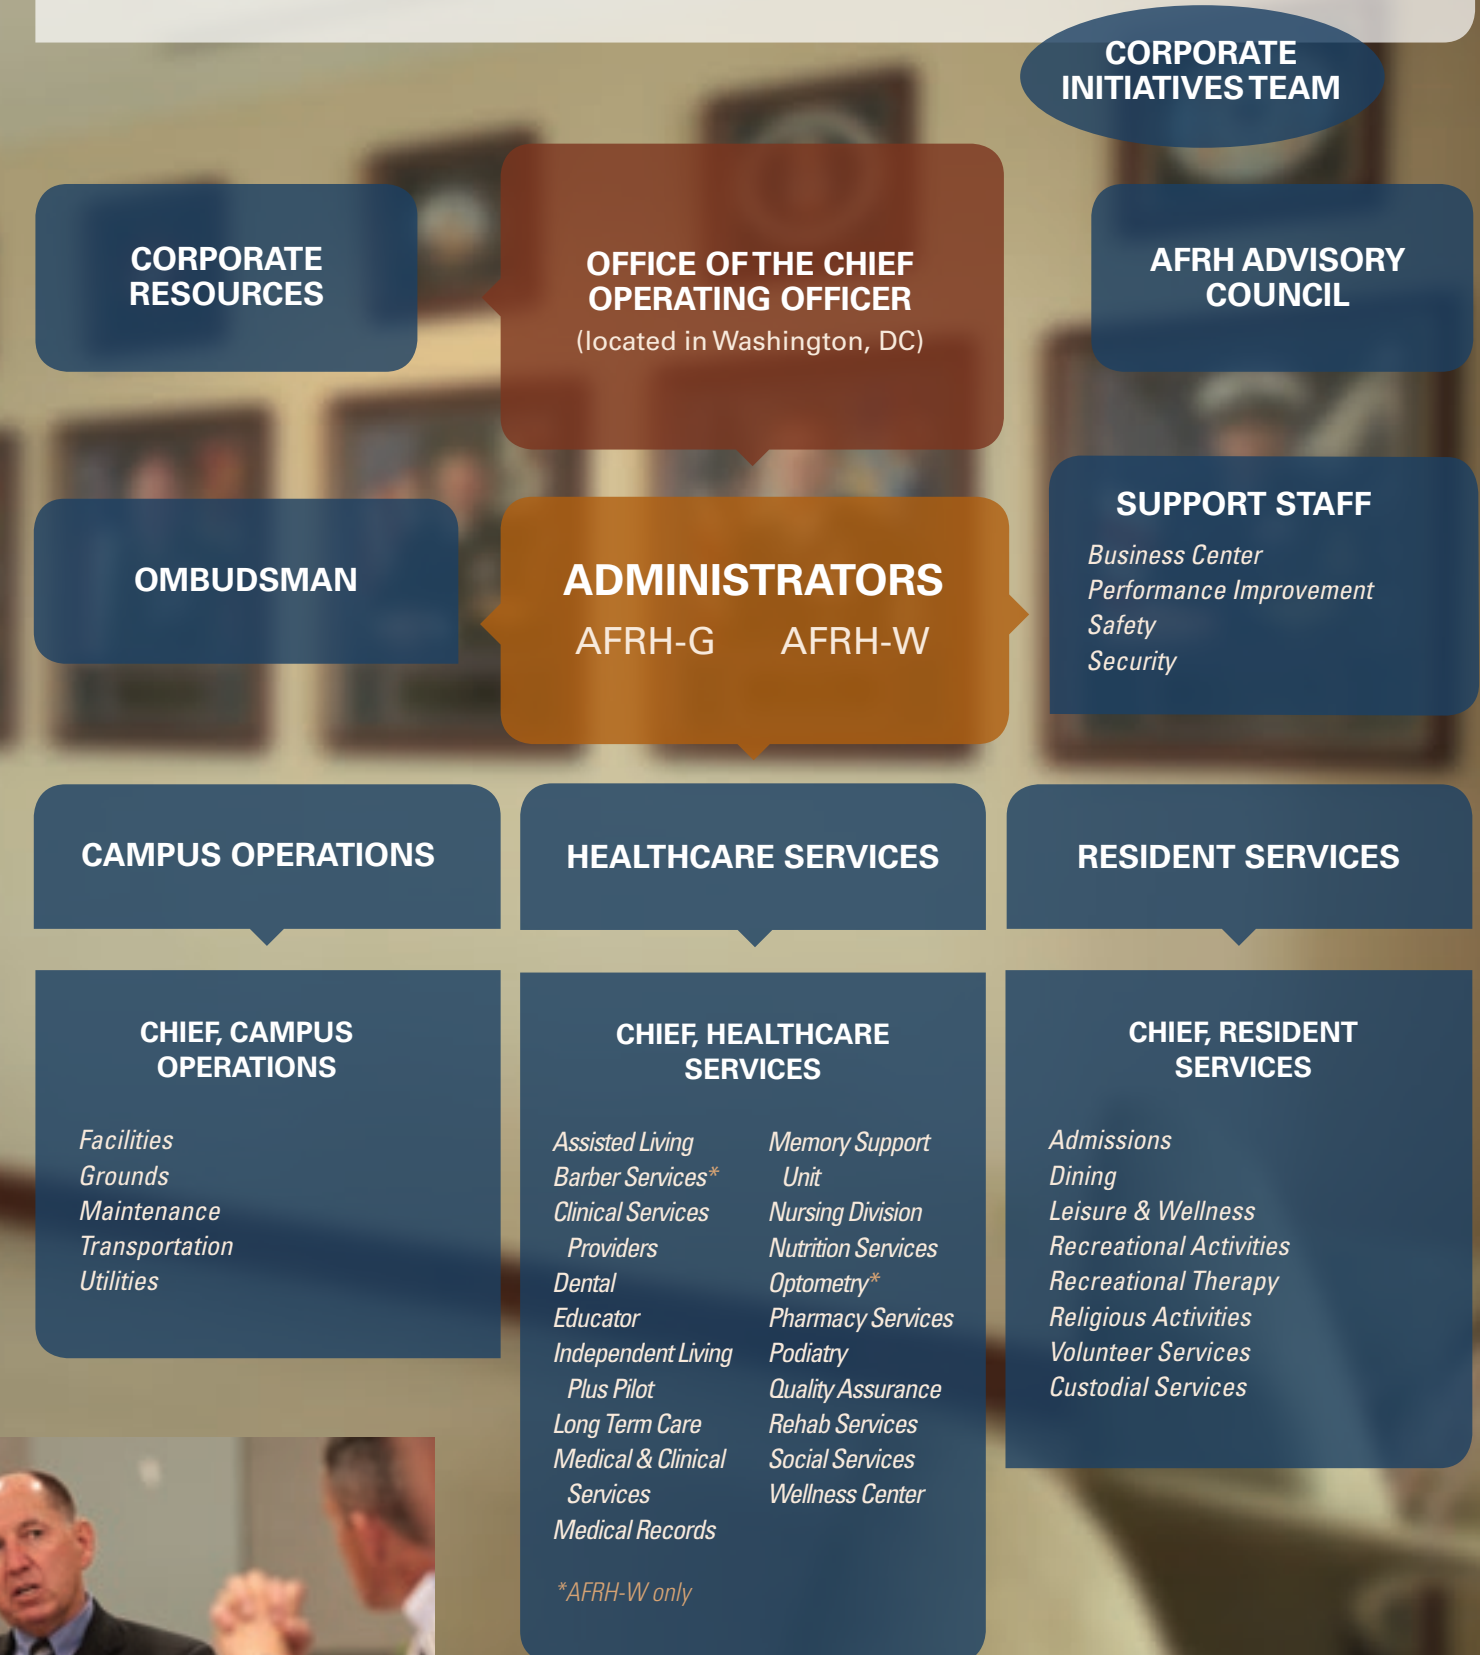 CORPORATE
INITIATIVES TEAM
CORPORATE
RESOURCES
OFFICE OF THE CHIEF
OPERATING OFFICER
(located in Washington, DC)
AFRH ADVISORY
COUNCIL
OMBUDSMAN
ADMINISTRATORS
AFRH-G AFRH-W
SUPPORT STAFF
Business Center
Performance Improvement
Safety
Security
CAMPUS OPERATIONS
HEALTHCARE SERVICES
RESIDENT SERVICES
CHIEF, CAMPUS
OPERATIONS
Facilities
Grounds
Maintenance
Transportation
Utilities
CHIEF, HEALTHCARE
SERVICES
Assisted Living
Barber Services*
Clinical Services
Providers
Dental
Educator
Independent Living
Plus Pilot
Long Term Care
Medical & Clinical
Services
Medical Records
Memory Support
Unit
Nursing Division
Nutrition Services
Optometry*
Pharmacy Services
Podiatry
Quality Assurance
Rehab Services
Social Services
Wellness Center
*AFRH-W only
CHIEF, RESIDENT
SERVICES
Admissions
Dining
Leisure & Wellness
Recreational Activities
Recreational Therapy
Religious Activities
Volunteer Services
Custodial Services